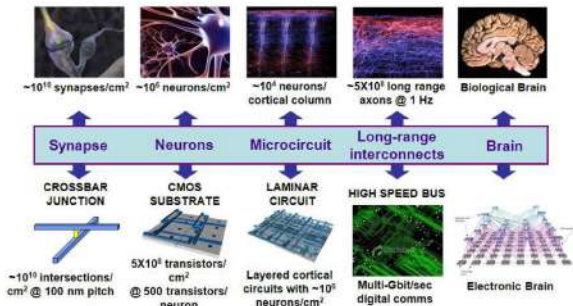 ~10¹⁰ synapses/cm²
~10⁶ neurons/cm²
~10⁴ neurons/
cortical column
~5X10⁸ long range
axons @ 1 Hz
Biological Brain
Synapse
Neurons
Microcircuit
Long-range
interconnects
Brain
CROSSBAR
JUNCTION
~10¹⁰ intersections/
cm² @ 100 nm pitch
CMOS
SUBSTRATE
5X10⁸ transistors/
cm²
@ 500 transistors/
neuron
LAMINAR
CIRCUIT
Layered cortical
circuits with ~10⁶
neurons/cm²
HIGH SPEED BUS
Multi-Gbit/sec
digital comms
Electronic Brain